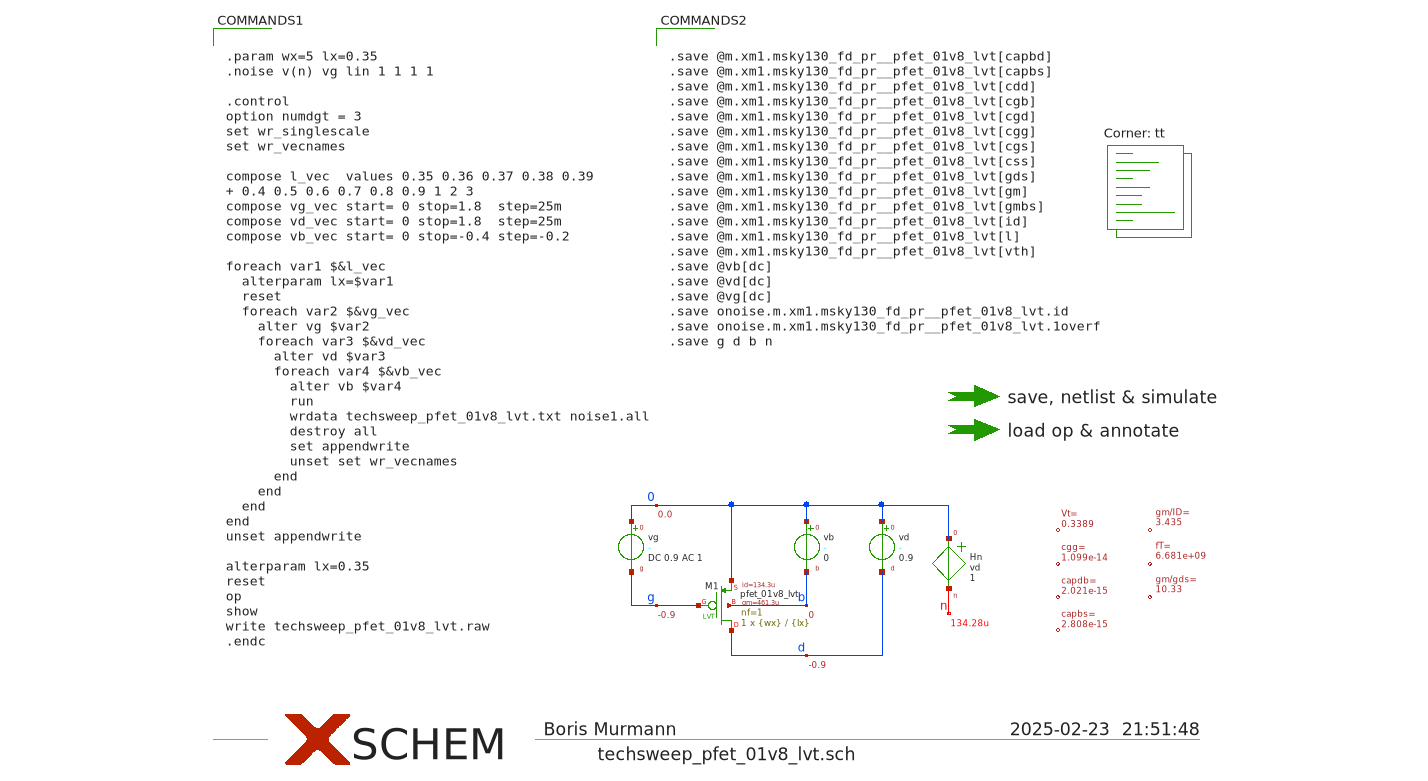 COMMANDS1
.param wx=5 lx=0.35
.noise v(n) vg lin 1 1 1 1
.control
option numdgt = 3
set wr_singlescale
set wr_vecnames
compose l_vec  values 0.35 0.36 0.37 0.38 0.39
+ 0.4 0.5 0.6 0.7 0.8 0.9 1 2 3
compose vg_vec start= 0 stop=1.8  step=25m
compose vd_vec start= 0 stop=1.8  step=25m
compose vb_vec start= 0 stop=-0.4 step=-0.2
foreach var1 $&l_vec
alterparam lx=$var1
reset
foreach var2 $&vg_vec
alter vg $var2
foreach var3 $&vd_vec
alter vd $var3
foreach var4 $&vb_vec
alter vb $var4
run
wrdata techsweep_pfet_01v8_lvt.txt noise1.all
destroy all
set appendwrite
unset set wr_vecnames
end
end
end
end
unset appendwrite
alterparam lx=0.35
reset
op
show
write techsweep_pfet_01v8_lvt.raw
.endc
COMMANDS2
.save @m.xm1.msky130_fd_pr__pfet_01v8_lvt[capbd]
.save @m.xm1.msky130_fd_pr__pfet_01v8_lvt[capbs]
.save @m.xm1.msky130_fd_pr__pfet_01v8_lvt[cdd]
.save @m.xm1.msky130_fd_pr__pfet_01v8_lvt[cgb]
.save @m.xm1.msky130_fd_pr__pfet_01v8_lvt[cgd]
.save @m.xm1.msky130_fd_pr__pfet_01v8_lvt[cgg]
.save @m.xm1.msky130_fd_pr__pfet_01v8_lvt[cgs]
.save @m.xm1.msky130_fd_pr__pfet_01v8_lvt[css]
.save @m.xm1.msky130_fd_pr__pfet_01v8_lvt[gds]
.save @m.xm1.msky130_fd_pr__pfet_01v8_lvt[gm]
.save @m.xm1.msky130_fd_pr__pfet_01v8_lvt[gmbs]
.save @m.xm1.msky130_fd_pr__pfet_01v8_lvt[id]
.save @m.xm1.msky130_fd_pr__pfet_01v8_lvt[l]
.save @m.xm1.msky130_fd_pr__pfet_01v8_lvt[vth]
.save @vb[dc]
.save @vd[dc]
.save @vg[dc]
.save onoise.m.xm1.msky130_fd_pr__pfet_01v8_lvt.id
.save onoise.m.xm1.msky130_fd_pr__pfet_01v8_lvt.1overf
.save g d b n
Corner: tt
save, netlist & simulate
load op & annotate
0
0.0
0
vg
DC 0.9 AC 1
g
g
-0.9
M1
S
id=134.3u
pfet_01v8_lvt
G
B
gm=461.3u
LVT
nf=1
D
1 x {wx} / {lx}
0
vb
0
b
b
0
0
vd
0.9
d
d
-0.9
0
Hn
vd
1
n
n
134.28u
Vt=
0.3389
cgg=
1.099e-14
capdb=
2.021e-15
capbs=
2.808e-15
gm/ID=
3.435
fT=
6.681e+09
gm/gds=
10.33
XSCHEM
Boris Murmann
2025-02-23  21:51:48
techsweep_pfet_01v8_lvt.sch